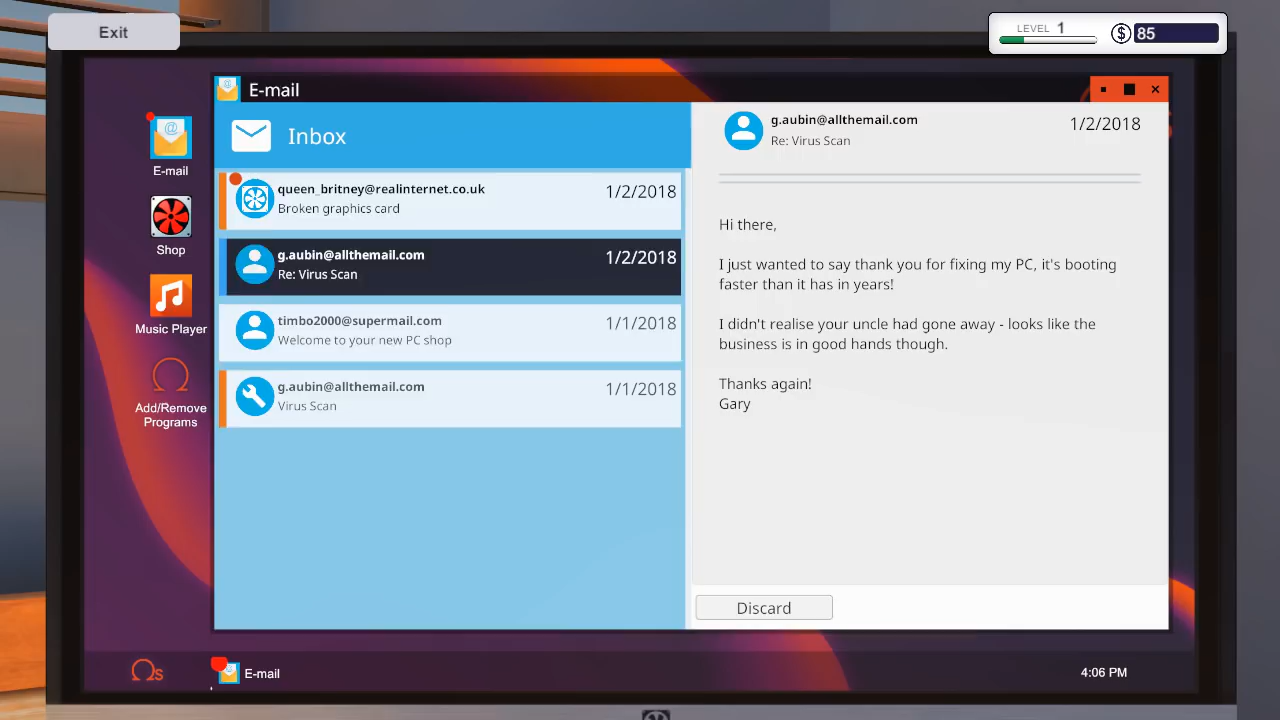 Exit
LEVEL 1
$ 85
E-mail
Inbox
g.aubin@allthemail.com
1/2/2018
Re: Virus Scan
E-mail
Shop
Music Player
Add/Remove
Programs
queen_britney@realinternet.co.uk
1/2/2018
Broken graphics card
g.aubin@allthemail.com
1/2/2018
Re: Virus Scan
timbo2000@supermail.com
1/1/2018
Welcome to your new PC shop
g.aubin@allthemail.com
1/1/2018
Virus Scan
Hi there,
I just wanted to say thank you for fixing my PC, it's booting
faster than it has in years!
I didn't realise your uncle had gone away - looks like the
business is in good hands though.
Thanks again!
Gary
Discard
Ωs
E-mail
4:06 PM